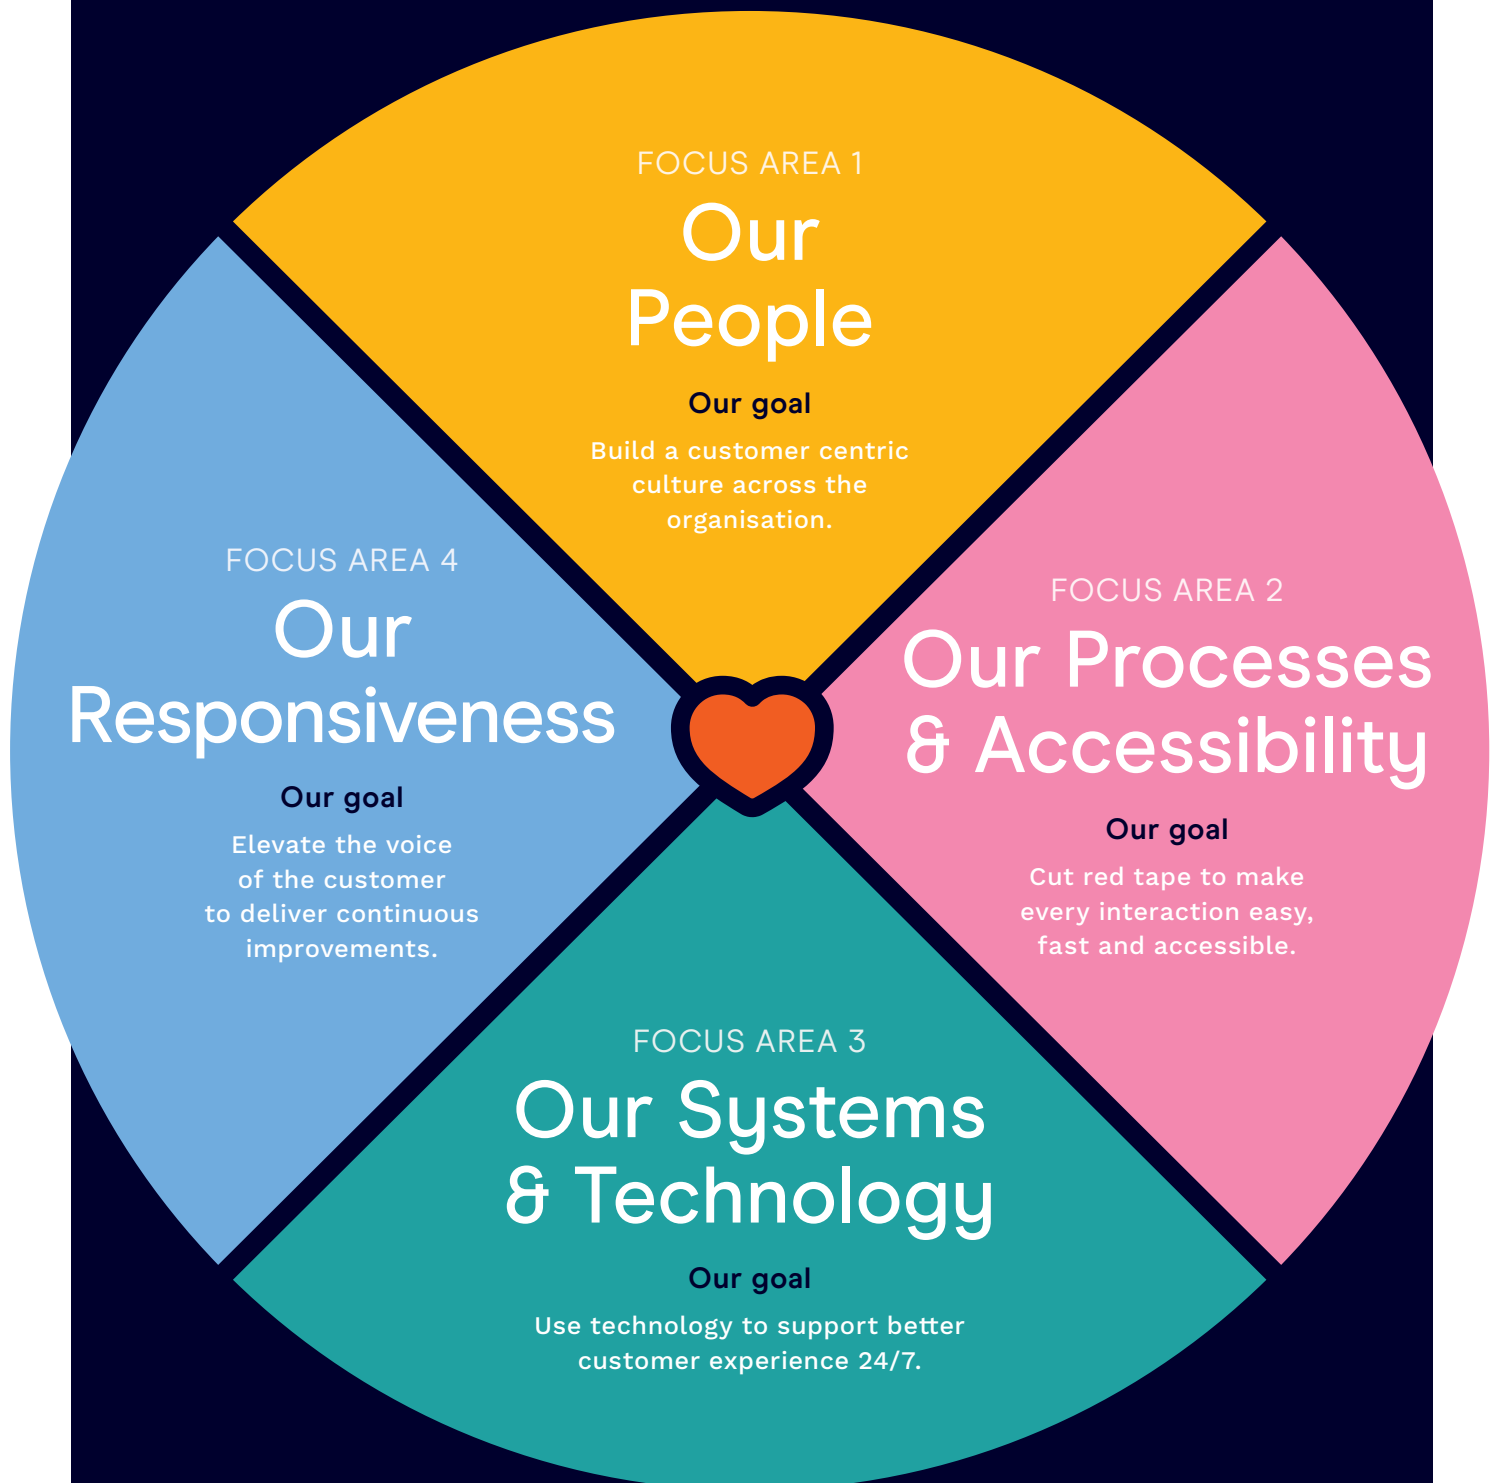 FOCUS AREA 1
Our
People
Our goal
Build a customer centric
culture across the
organisation.
FOCUS AREA 2
Our Processes
& Accessibility
Our goal
Cut red tape to make
every interaction easy,
fast and accessible.
FOCUS AREA 3
Our Systems
& Technology
Our goal
Use technology to support better
customer experience 24/7.
FOCUS AREA 4
Our
Responsiveness
Our goal
Elevate the voice
of the customer
to deliver continuous
improvements.